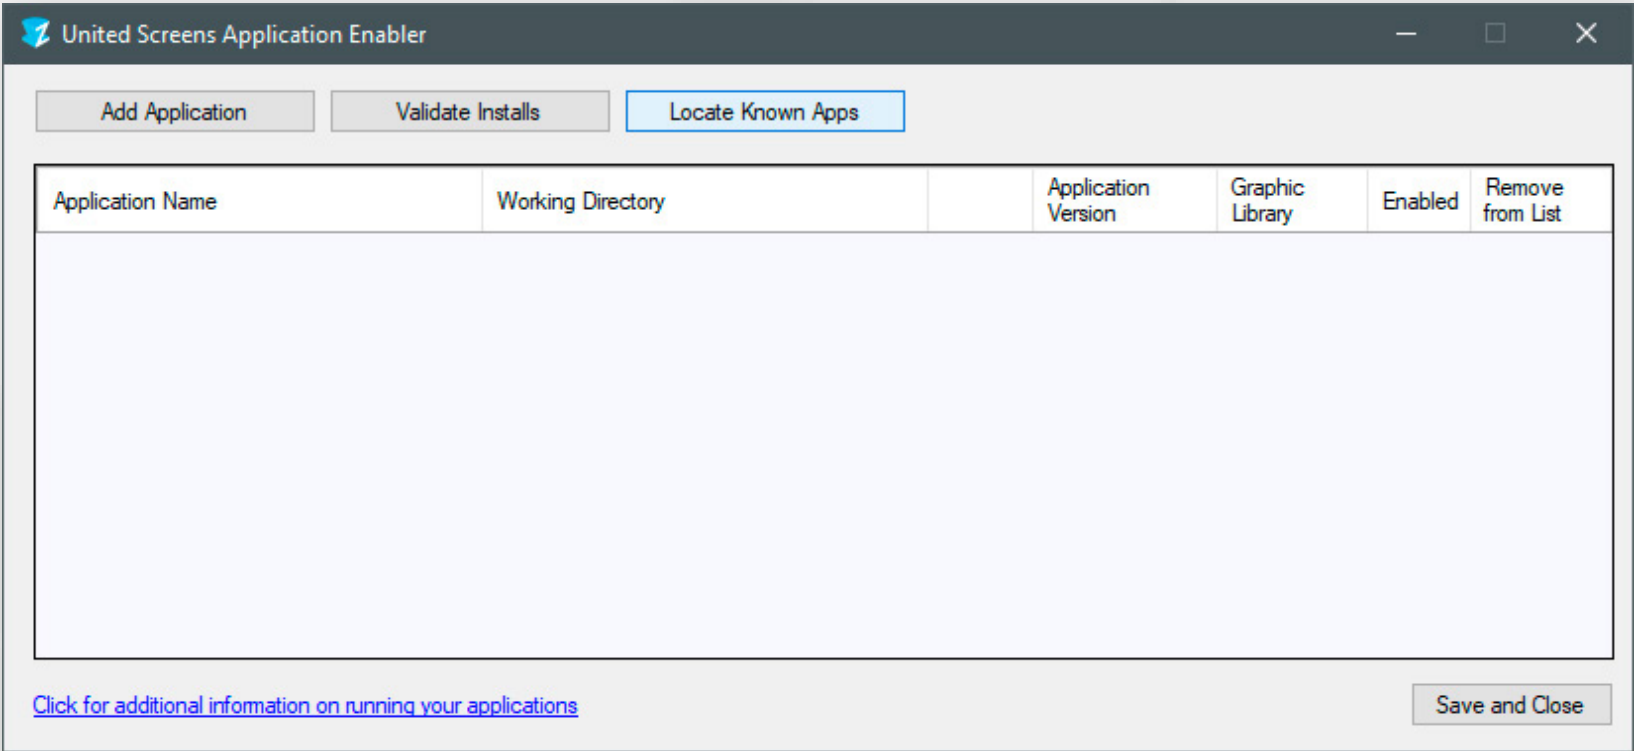 United Screens Application Enabler
Add Application
Validate Installs
Locate Known Apps
Application Name
Working Directory
Application
Version
Graphic
Library
Enabled
Remove
from List
Click for additional information on running your applications
Save and Close